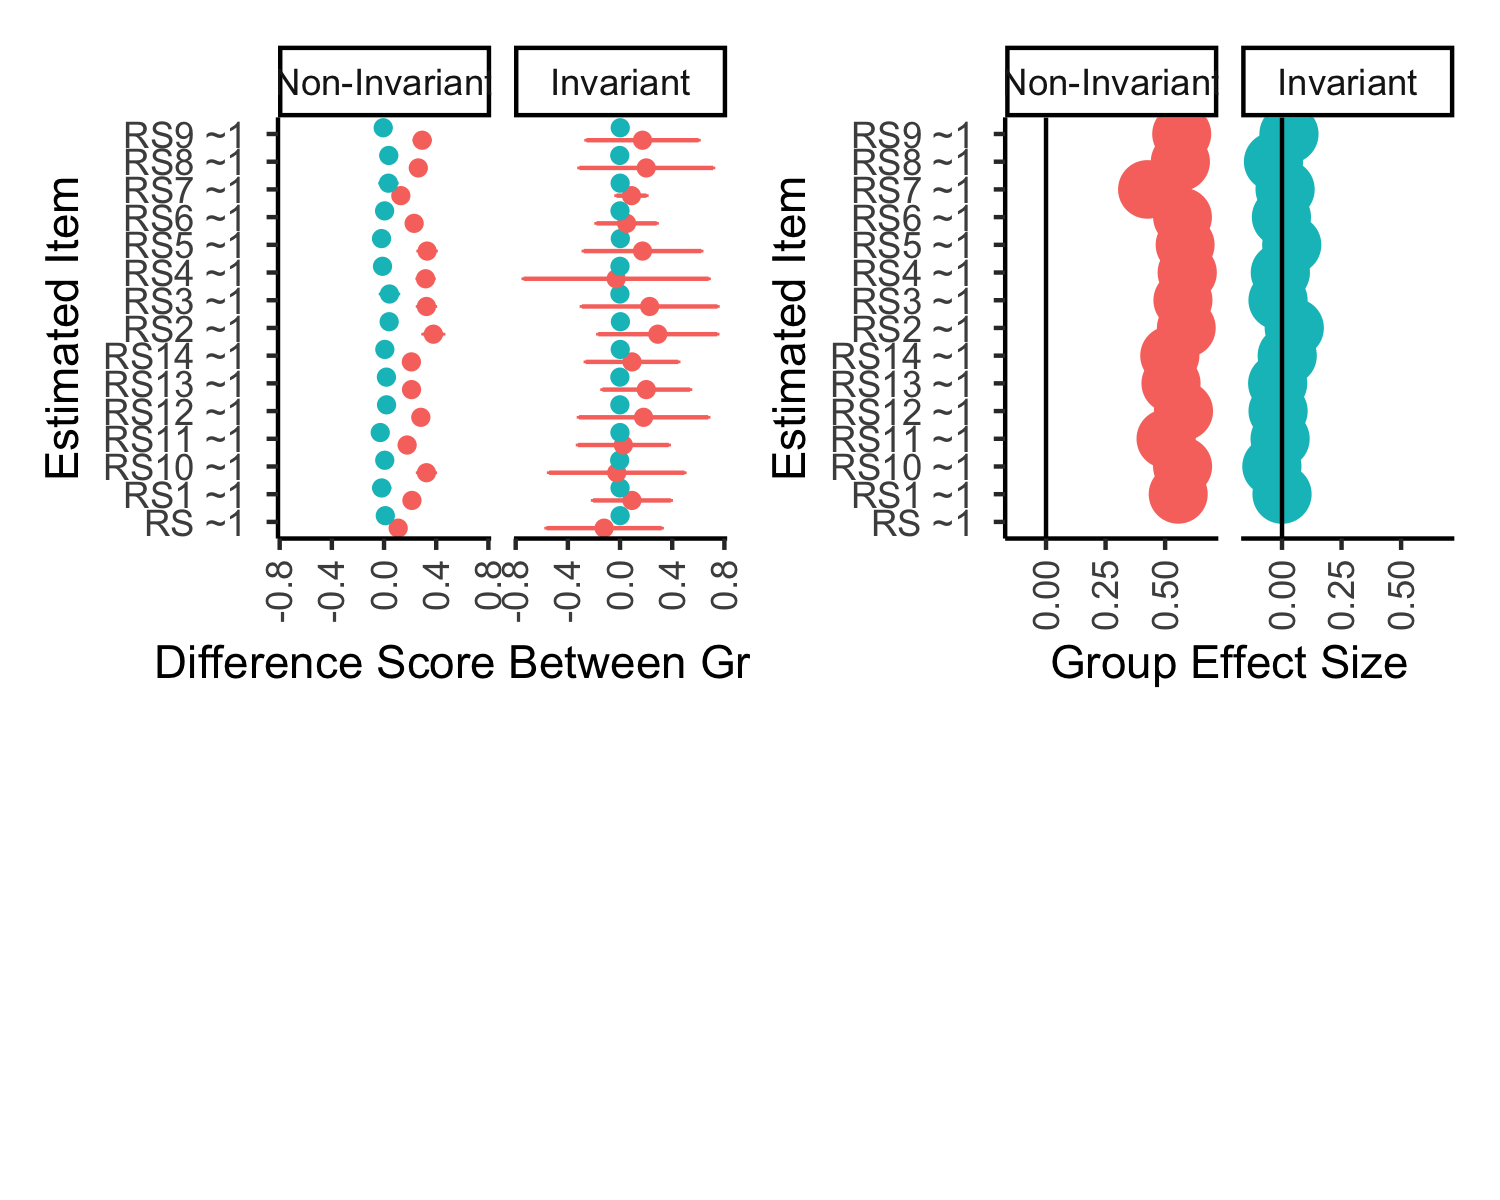 Non-Invariant
Invariant
RS9 ~1
RS8 ~1
RS7 ~1
RS6 ~1
RS5 ~1
RS4 ~1
RS3 ~1
RS2 ~1
RS14 ~1
RS13 ~1
RS12 ~1
RS11 ~1
RS10 ~1
RS1 ~1
RS ~1
Estimated Item
-0.8
-0.4
0.0
0.4
0.8
-0.8
-0.4
0.0
0.4
0.8
Difference Score Between Gr
Non-Invariant
Invariant
RS9 ~1
RS8 ~1
RS7 ~1
RS6 ~1
RS5 ~1
RS4 ~1
RS3 ~1
RS2 ~1
RS14 ~1
RS13 ~1
RS12 ~1
RS11 ~1
RS10 ~1
RS1 ~1
RS ~1
Estimated Item
0.00
0.25
0.50
0.00
0.25
0.50
Group Effect Size